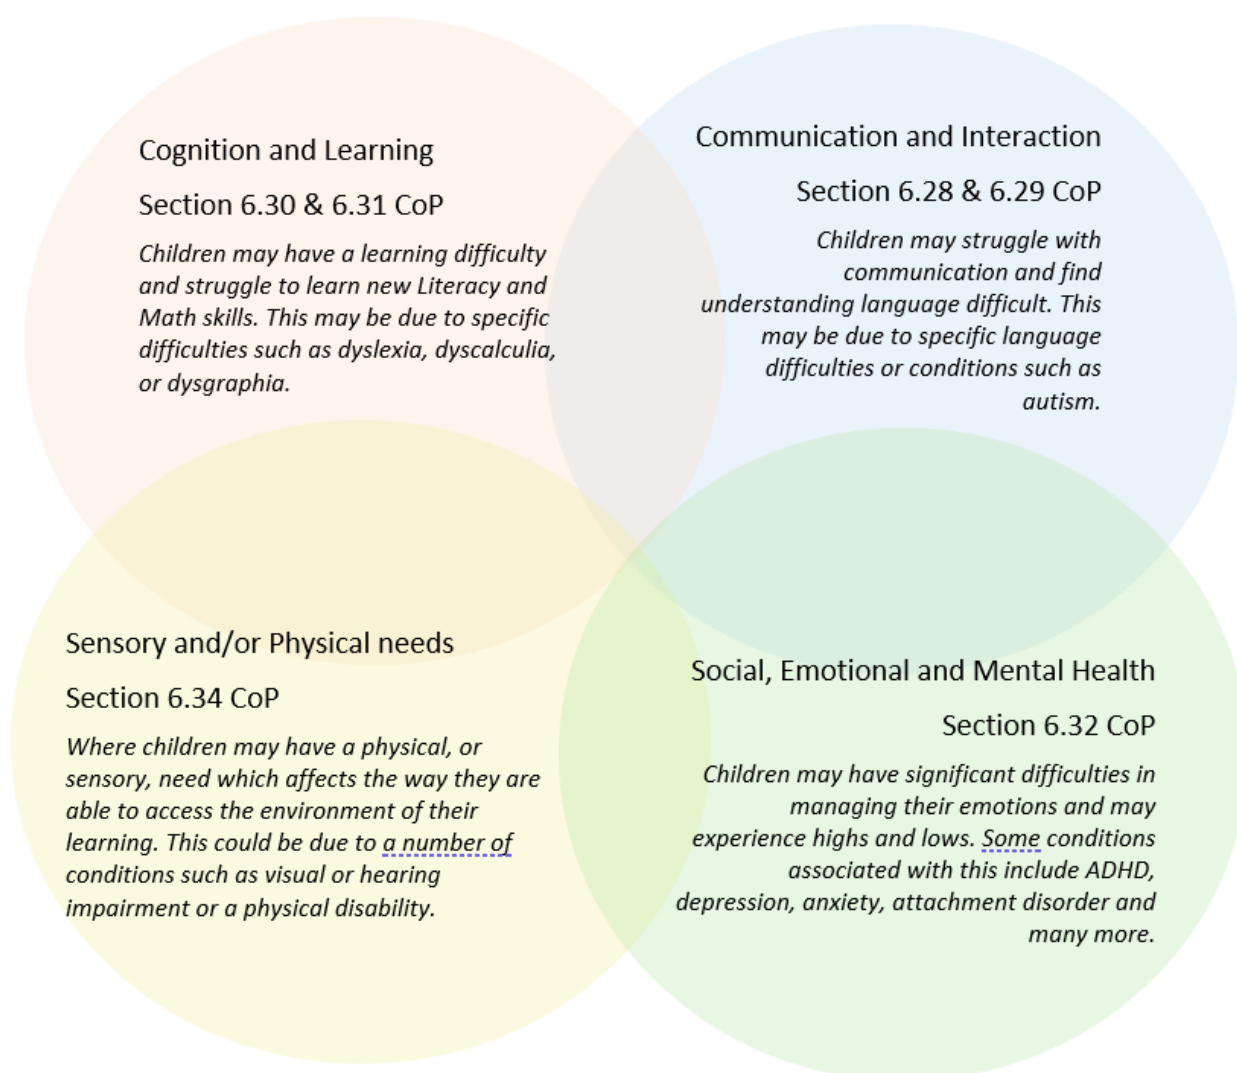 Cognition and Learning
Section 6.30 & 6.31 CoP
Children may have a learning difficulty
and struggle to learn new Literacy and
Math skills. This may be due to specific
difficulties such as dyslexia, dyscalculia,
or dysgraphia.
Communication and Interaction
Section 6.28 & 6.29 CoP
Children may struggle with
communication and find
understanding language difficult. This
may be due to specific language
difficulties or conditions such as
autism.
Sensory and/or Physical needs
Section 6.34 CoP
Where children may have a physical, or
sensory, need which affects the way they are
able to access the environment of their
learning. This could be due to a number of
conditions such as visual or hearing
impairment or a physical disability.
Social, Emotional and Mental Health
Section 6.32 CoP
Children may have significant difficulties in
managing their emotions and may
experience highs and lows. Some conditions
associated with this include ADHD,
depression, anxiety, attachment disorder and
many more.